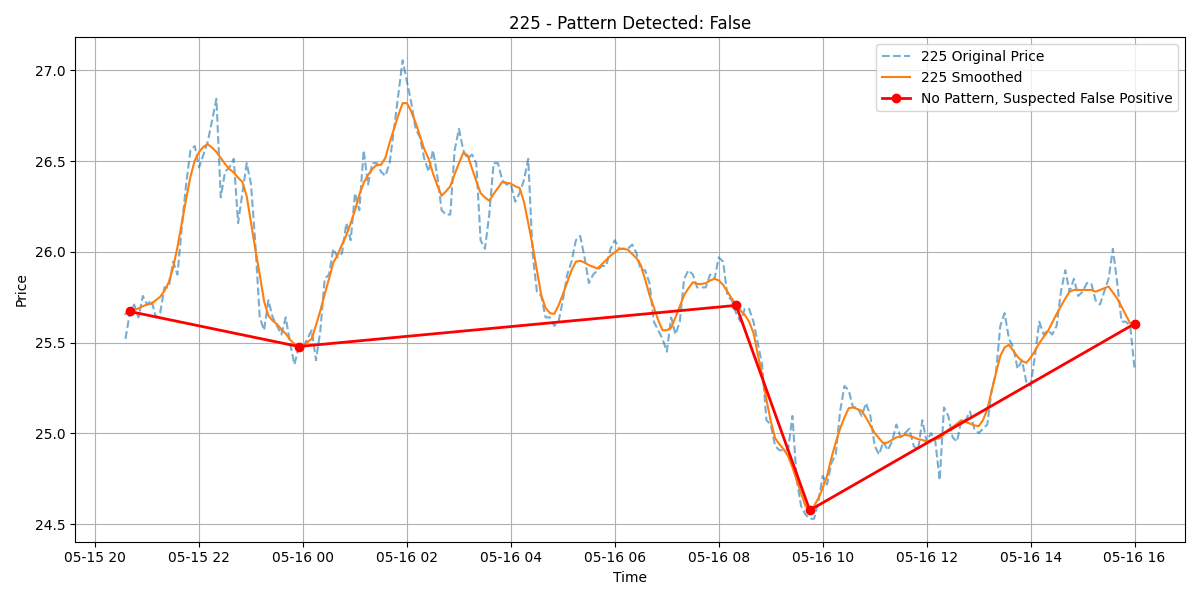 225 - Pattern Detected: False
225 Original Price
225 Smoothed
No Pattern, Suspected False Positive
Price
27.0
26.5
26.0
25.5
25.0
24.5
05-15 20 05-15 22 05-16 00 05-16 02 05-16 04 05-16 06 05-16 08 05-16 10 05-16 12 05-16 14 05-16 16
Time